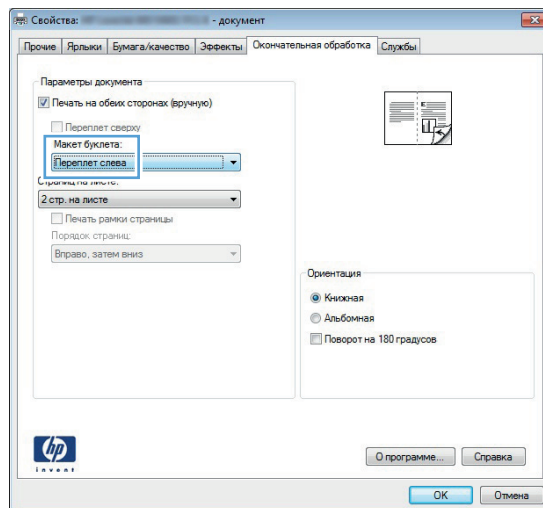 Свойства: - документ
Прочие Ярлыки Бумага/качество Эффекты Окончательная обработка Службы
Параметры документа
Печать на обеих сторонах (вручную)
Переплет сверху
Макет буклета:
Переплет слева
Страниц на листе:
2 стр. на листе
Печать рамки страницы
Порядок страниц:
Вправо, затем вниз
Ориентация
Книжная
Альбомная
Поворот на 180 градусов
hp
invent
О программе... Справка
OK Отмена